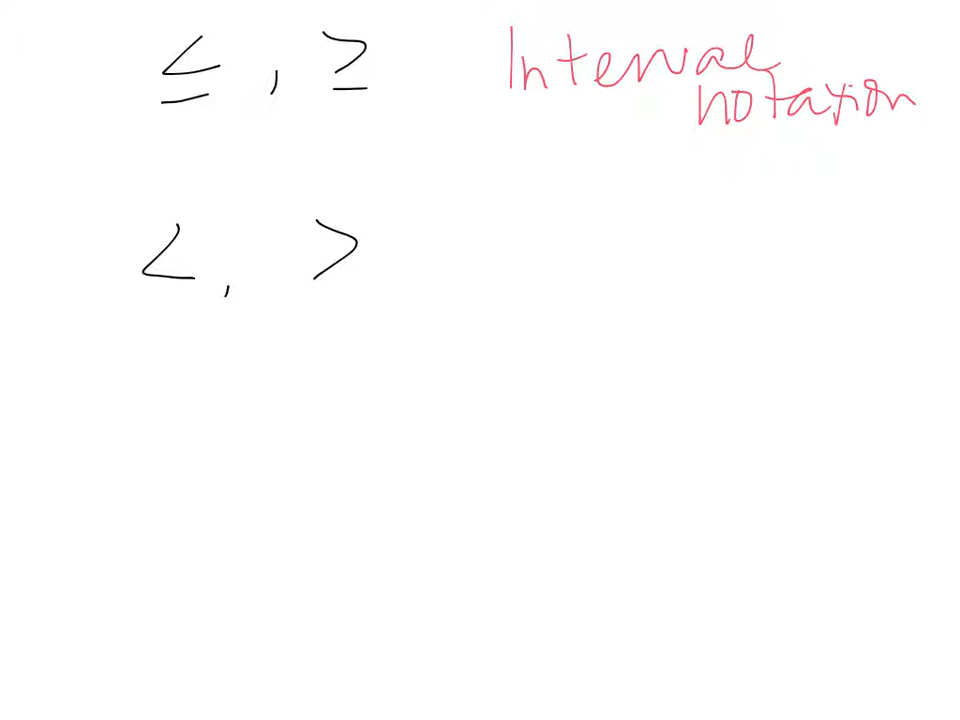 ≤ , ≥ Interval
notation
< , >